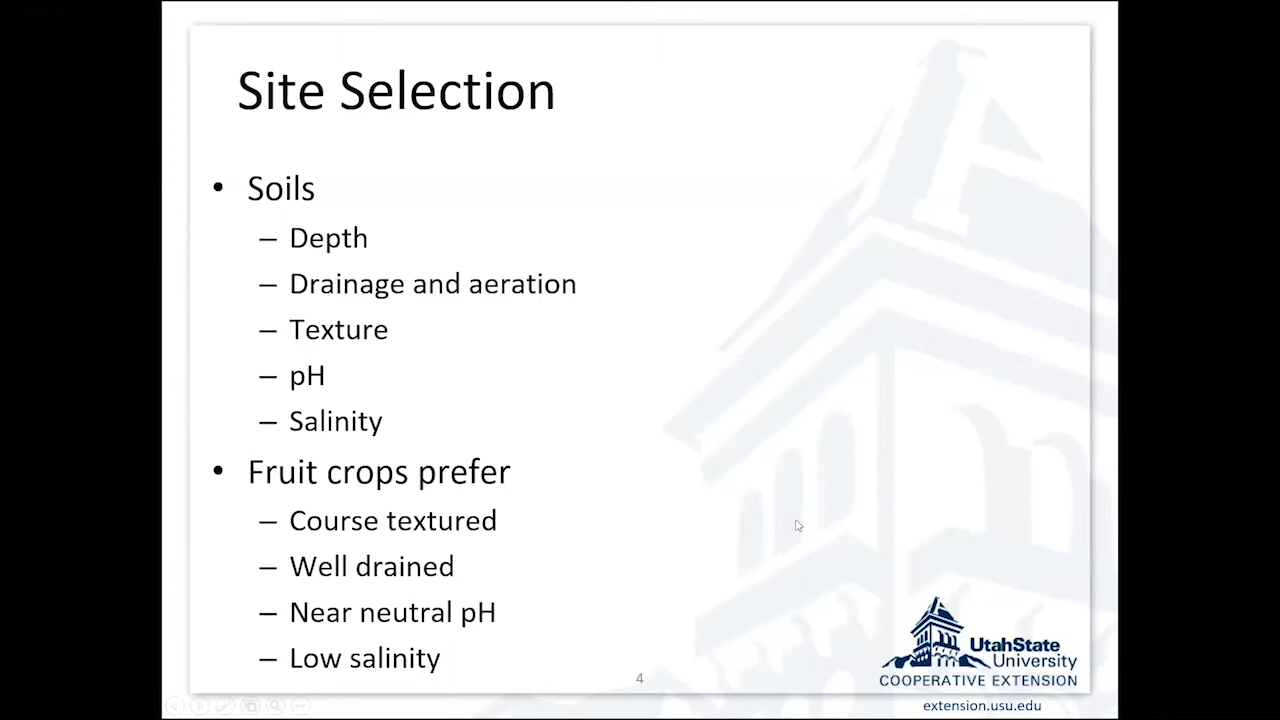 Site Selection
• Soils
– Depth
– Drainage and aeration
– Texture
– pH
– Salinity
• Fruit crops prefer
– Course textured
– Well drained
– Near neutral pH
– Low salinity
4
UtahState
University
COOPERATIVE EXTENSION
extension.usu.edu